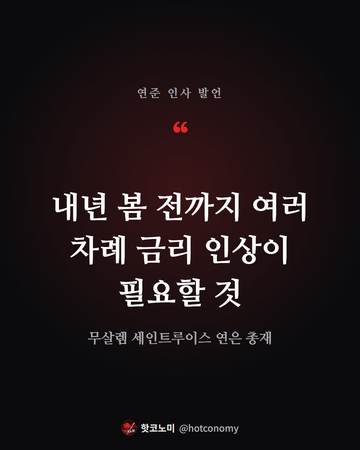 연준 인사 발언
❝
내년 봄 전까지 여러
차례 금리 인상이
필요할 것
무살렘 세인트루이스 연은 총재
핫코노미 @hotconomy